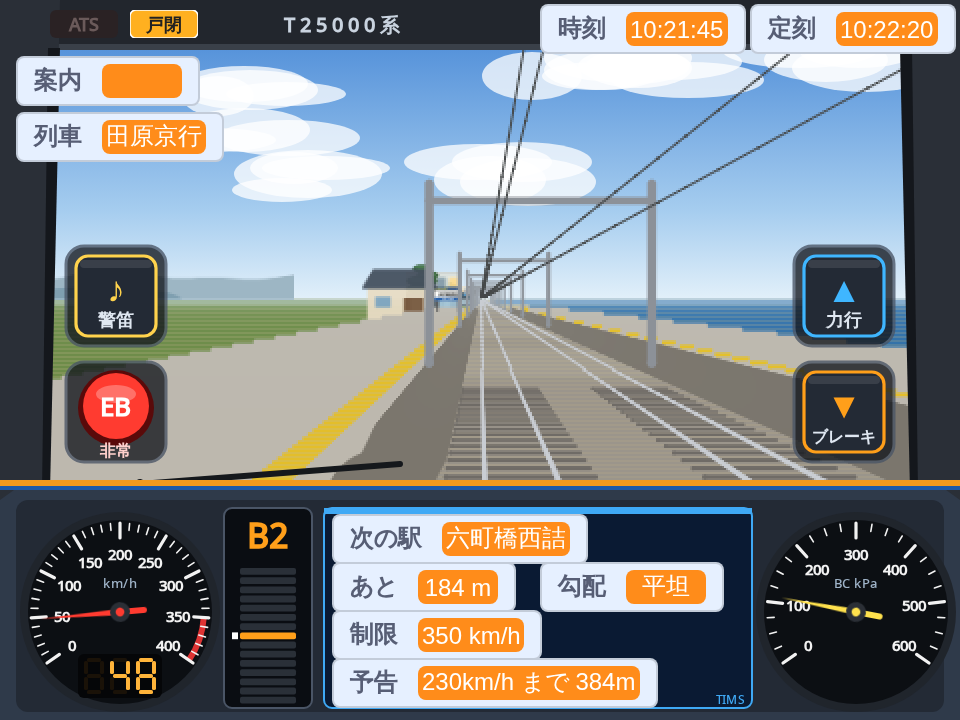 ATS 戸閉 T25000系 時刻 10:21:45 定刻 10:22:20
案内
列車 田原京行
♪ 警笛
▲ 力行
EB 非常
▼ ブレーキ
0 50 100 150 200 250 300 350 400
km/h
48
B2
次の駅 六町橋西詰
あと 184 m 勾配 平坦
制限 350 km/h
予告 230km/h まで 384m
TIMS
0 100 200 300 400 500 600
BC kPa